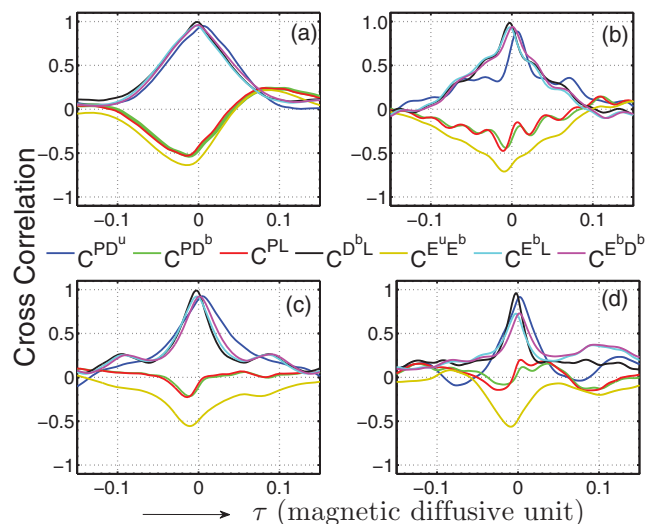 (a) (b)
1.0 1.0
0.5 0.5
0 0
−0.5 −0.5
−1 −1
−0.1 0 0.1 −0.1 0 0.1
Cross Correlation
C^{PD^u} C^{PD^b} C^{PL} C^{D^bL} C^{E^uE^b} C^{E^bL} C^{E^bD^b}
(c) (d)
1 1
0.5 0.5
0 0
−0.5 −0.5
−1 −1
−0.1 0 0.1 −0.1 0 0.1
τ (magnetic diffusive unit)